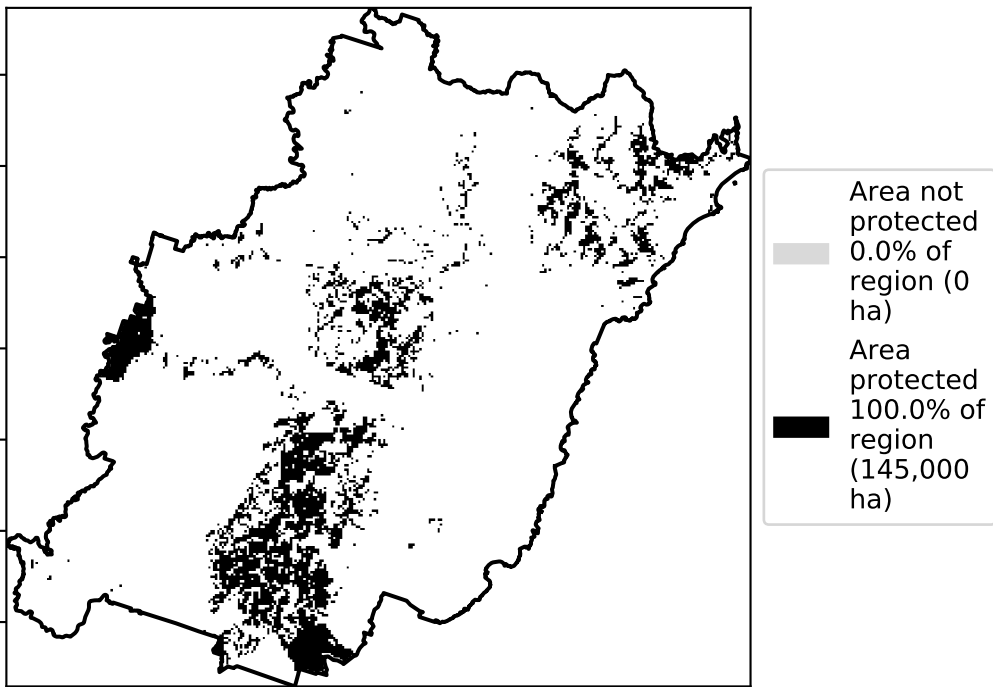 Area not
protected
0.0% of
region (0
ha)
Area
protected
100.0% of
region
(145,000
ha)